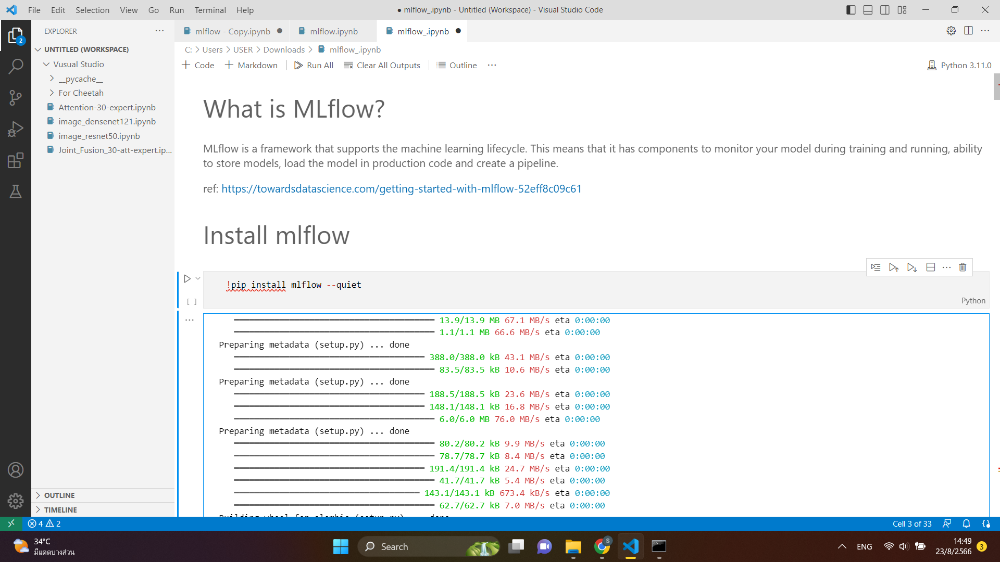 File Edit Selection View Go Run Terminal Help
● mlflow_.ipynb - Untitled (Workspace) - Visual Studio Code
EXPLORER
2
UNTITLED (WORKSPACE)
Vusual Studio
__pycache__
For Cheetah
Attention-30-expert.ipynb
image_densenet121.ipynb
image_resnet50.ipynb
Joint_Fusion_30-att-expert.ip...
OUTLINE
TIMELINE
mlflow - Copy.ipynb ● mlflow.ipynb mlflow_.ipynb ●
C: > Users > USER > Downloads > mlflow_.ipynb
+ Code + Markdown Run All Clear All Outputs Outline ... Python 3.11.0
What is MLflow?
MLflow is a framework that supports the machine learning lifecycle. This means that it has components to monitor your model during training and running, ability
to store models, load the model in production code and create a pipeline.
ref: https://towardsdatascience.com/getting-started-with-mlflow-52eff8c09c61
Install mlflow
!pip install mlflow --quiet
[ ]
Python
13.9/13.9 MB 67.1 MB/s eta 0:00:00
1.1/1.1 MB 66.6 MB/s eta 0:00:00
Preparing metadata (setup.py) ... done
388.0/388.0 kB 43.1 MB/s eta 0:00:00
83.5/83.5 kB 10.6 MB/s eta 0:00:00
Preparing metadata (setup.py) ... done
188.5/188.5 kB 23.6 MB/s eta 0:00:00
148.1/148.1 kB 16.8 MB/s eta 0:00:00
6.0/6.0 MB 76.0 MB/s eta 0:00:00
Preparing metadata (setup.py) ... done
80.2/80.2 kB 9.9 MB/s eta 0:00:00
78.7/78.7 kB 8.4 MB/s eta 0:00:00
191.4/191.4 kB 24.7 MB/s eta 0:00:00
41.7/41.7 kB 5.4 MB/s eta 0:00:00
143.1/143.1 kB 673.4 kB/s eta 0:00:00
62.7/62.7 kB 7.0 MB/s eta 0:00:00
4 2
Cell 3 of 33
34°C
มีแดดบางส่วน
Search
S
ENG
14:49
23/8/2566
3